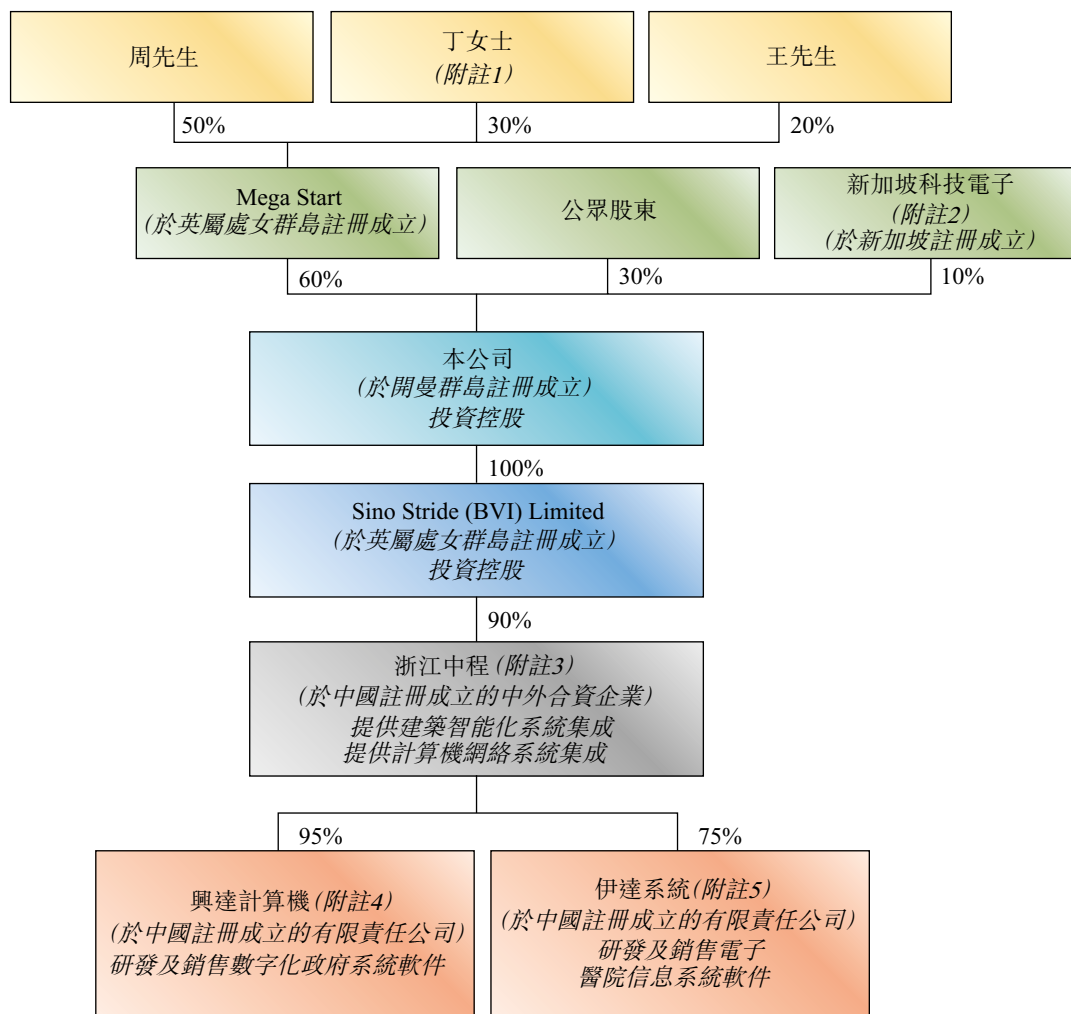 周先生
丁女士
(附註1)
王先生
50%
30%
20%
Mega Start
(於英屬處女群島註冊成立)
公眾股東
新加坡科技電子
(附註2)
(於新加坡註冊成立)
60%
30%
10%
本公司
(於開曼群島註冊成立)
投資控股
100%
Sino Stride (BVI) Limited
(於英屬處女群島註冊成立)
投資控股
90%
浙江中程(附註3)
(於中國註冊成立的中外合資企業)
提供建築智能化系統集成
提供計算機網絡系統集成
95%
75%
興達計算機(附註4)
(於中國註冊成立的有限責任公司)
研發及銷售數字化政府系統軟件
伊達系統(附註5)
(於中國註冊成立的有限責任公司)
研發及銷售電子
醫院信息系統軟件